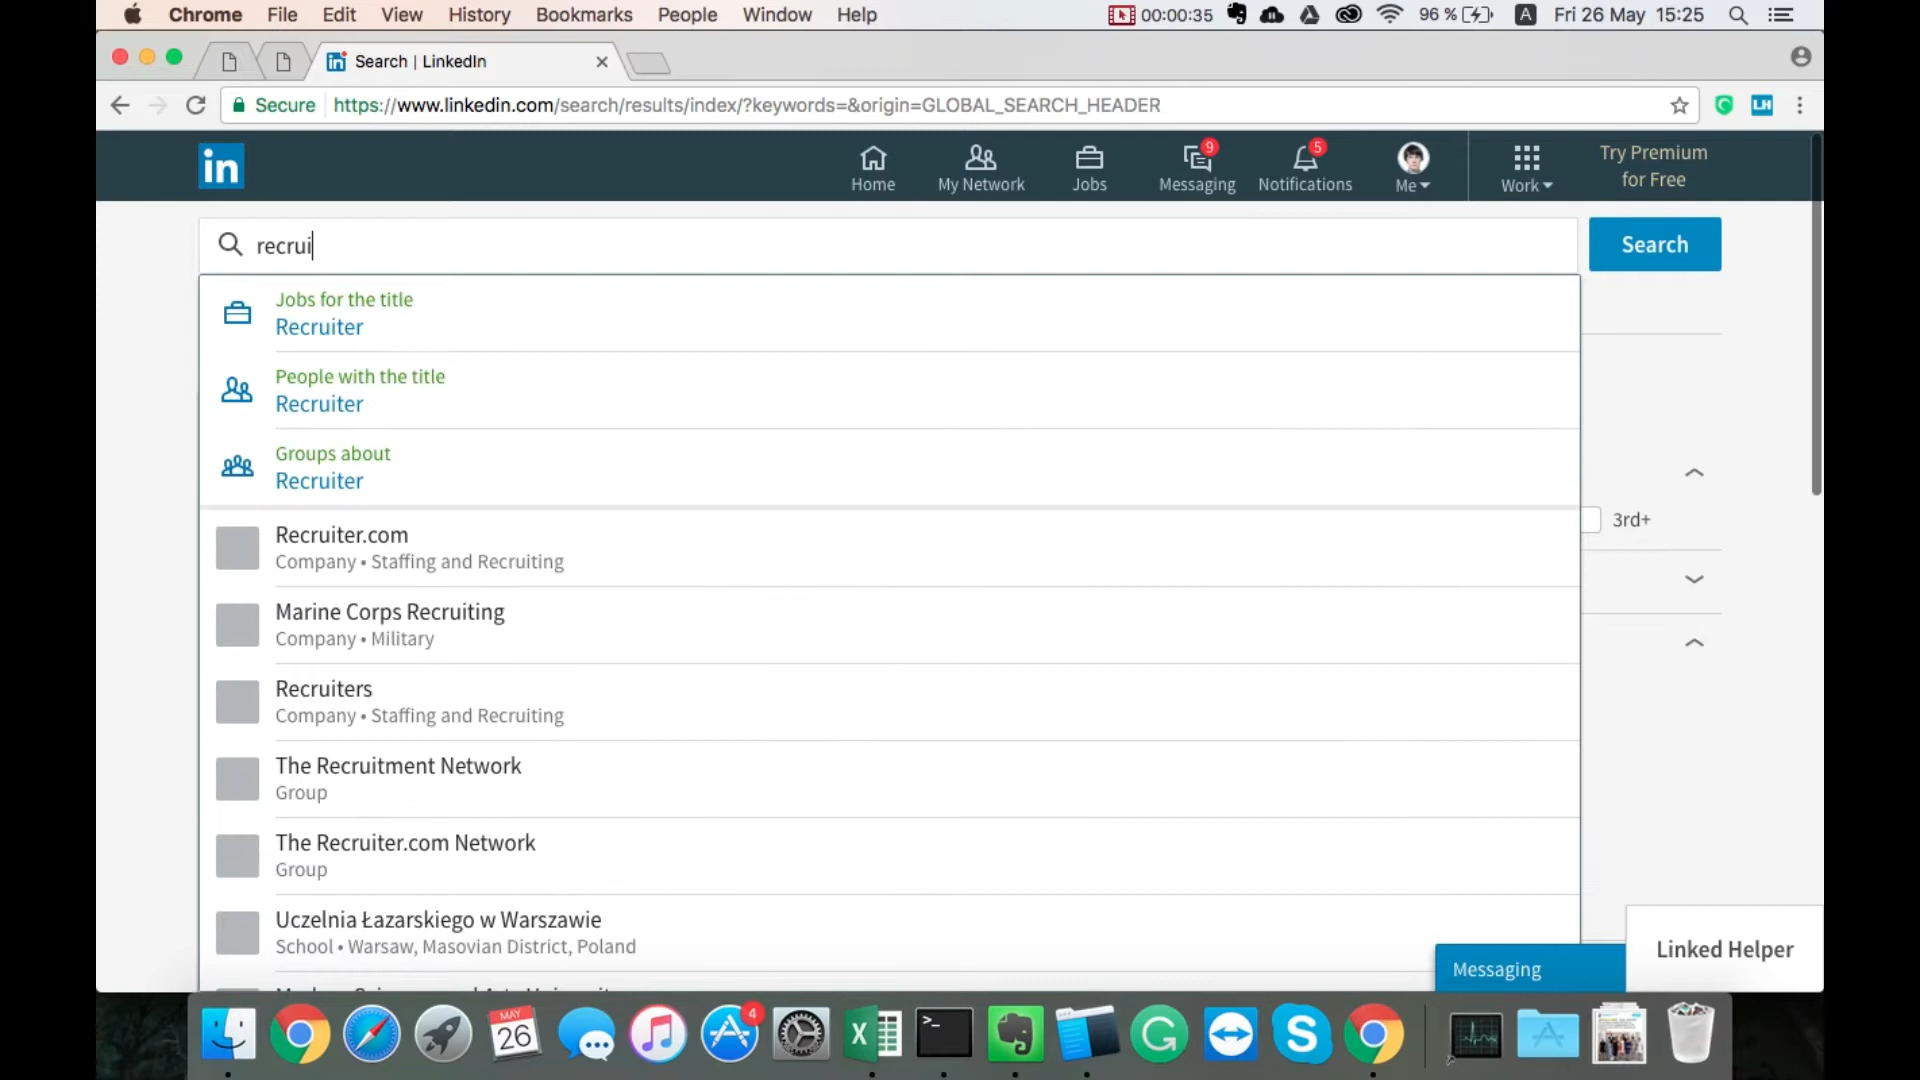 Chrome File Edit View History Bookmarks People Window Help 00:00:35 96 % A Fri 26 May 15:25
Search | LinkedIn
Secure https://www.linkedin.com/search/results/index/?keywords=&origin=GLOBAL_SEARCH_HEADER LH
in Home My Network Jobs 9 Messaging 5 Notifications Me Work Try Premium
for Free
recrui Search
Jobs for the title
Recruiter
People with the title
Recruiter
Groups about
Recruiter
3rd+
Recruiter.com
Company • Staffing and Recruiting
Marine Corps Recruiting
Company • Military
Recruiters
Company • Staffing and Recruiting
The Recruitment Network
Group
The Recruiter.com Network
Group
Uczelnia Łazarskiego w Warszawie
School • Warsaw, Masovian District, Poland
Messaging
Linked Helper
MAY
26
4